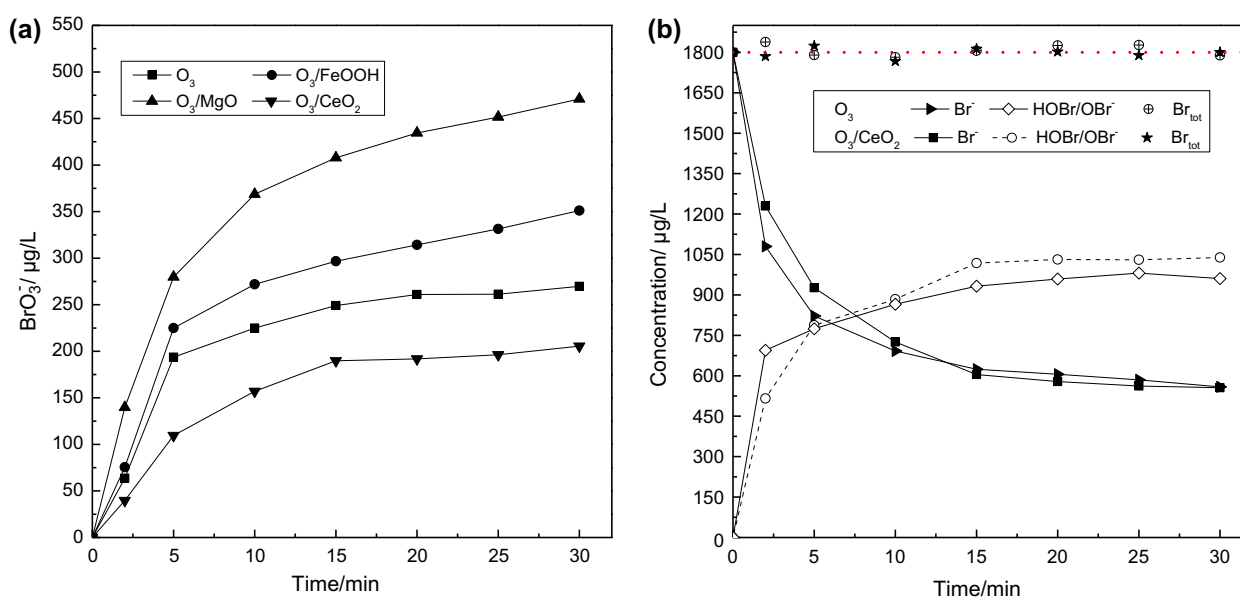 (a)
550
500
450
400
350
300
250
200
150
100
50
0
BrO₃⁻/ µg/L
O₃ O₃/FeOOH
O₃/MgO O₃/CeO₂
0 5 10 15 20 25 30
Time/min
(b)
1800
1650
1500
1350
1200
1050
900
750
600
450
300
150
0
Concentration/ µg/L
O₃ Br⁻ HOBr/OBr⁻ Brtot
O₃/CeO₂ Br⁻ HOBr/OBr⁻ Brtot
0 5 10 15 20 25 30
Time/min